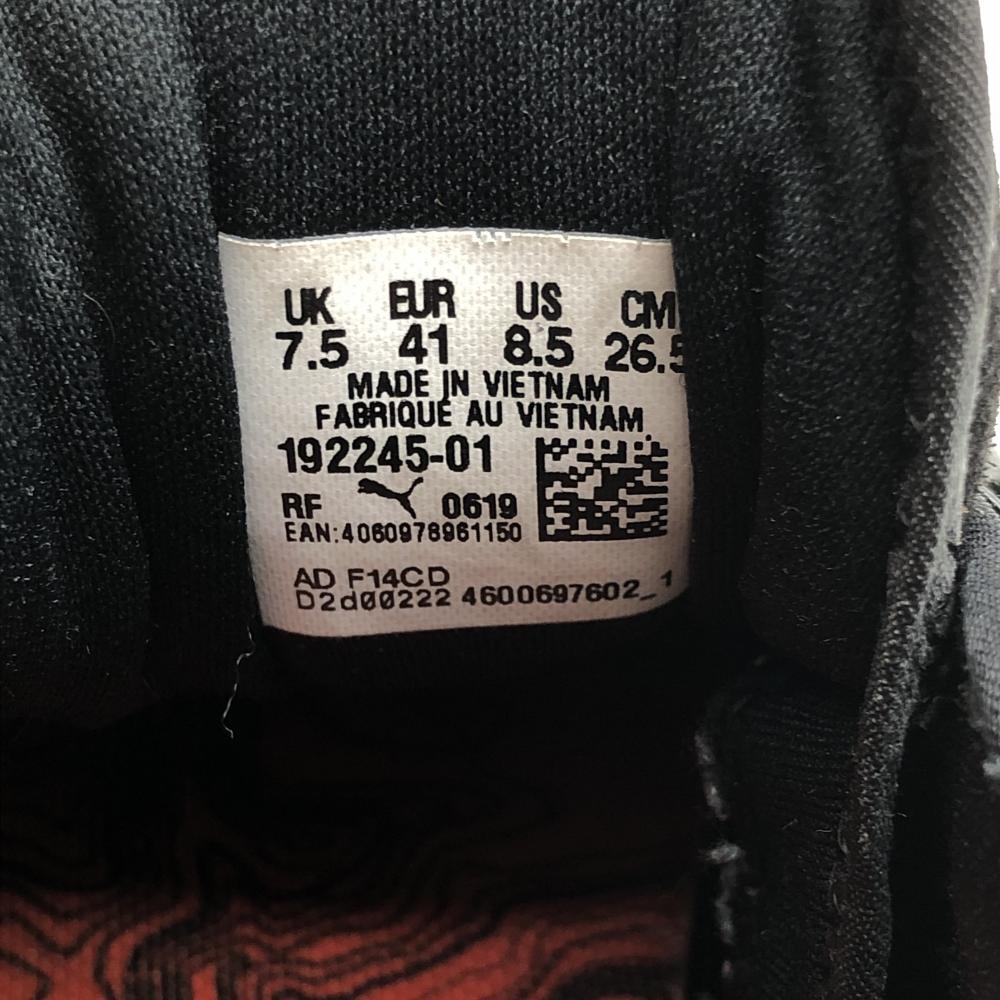 UK EUR US CM
7.5 41 8.5 26.5
MADE IN VIETNAM
FABRIQUE AU VIETNAM
192245-01
RF 0619
EAN:4060978961150
AD F14CD
D2d00222 4600697602_1